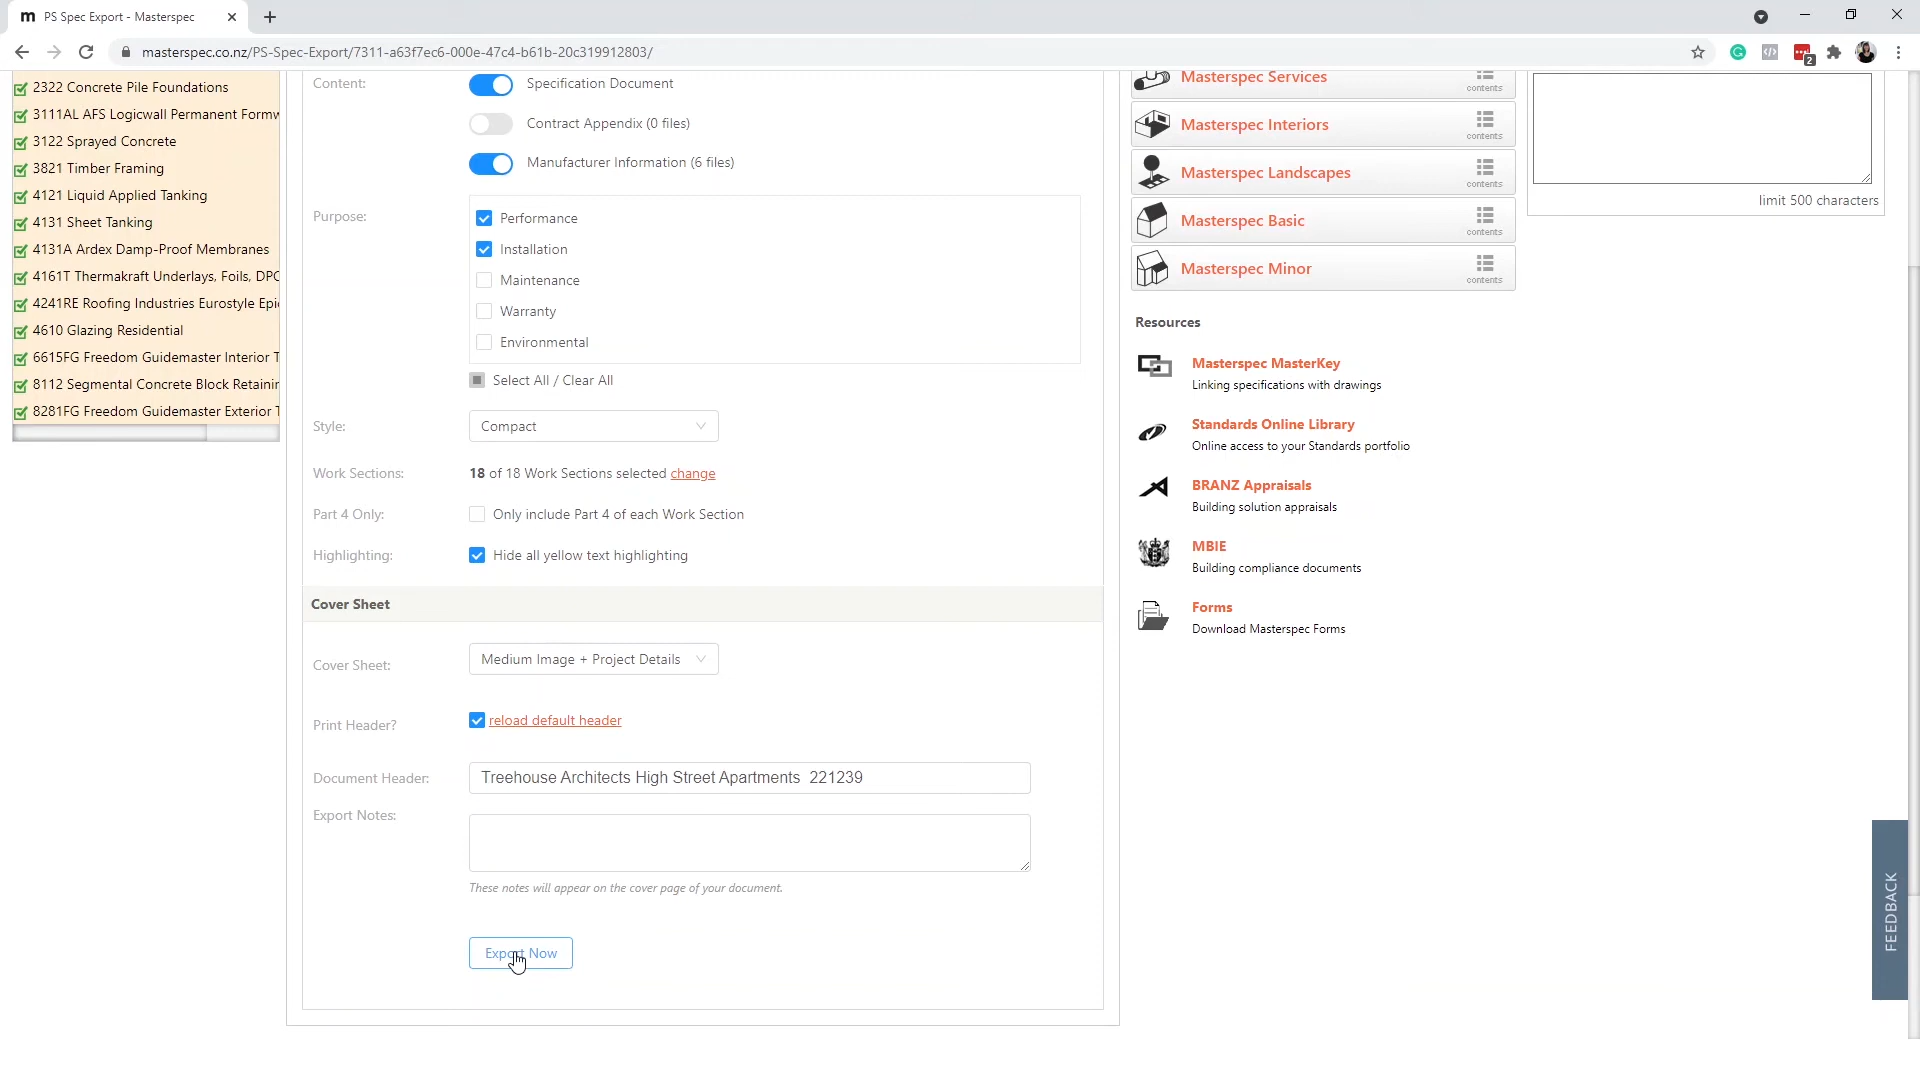 PS Spec Export - Masterspec
masterspec.co.nz/PS-Spec-Export/7311-a63f7ec6-000e-47c4-b61b-20c319912803/
2
2322 Concrete Pile Foundations
3111AL AFS Logicwall Permanent Formw
3122 Sprayed Concrete
3821 Timber Framing
4121 Liquid Applied Tanking
4131 Sheet Tanking
4131A Ardex Damp-Proof Membranes
4161T Thermakraft Underlays, Foils, DPC
4241RE Roofing Industries Eurostyle Epi
4610 Glazing Residential
6615FG Freedom Guidemaster Interior T
8112 Segmental Concrete Block Retainin
8281FG Freedom Guidemaster Exterior T
Content:
Specification Document
Contract Appendix (0 files)
Manufacturer Information (6 files)
Purpose:
Performance
Installation
Maintenance
Warranty
Environmental
Select All / Clear All
Style:
Compact
Work Sections:
18 of 18 Work Sections selected change
Part 4 Only:
Only include Part 4 of each Work Section
Highlighting:
Hide all yellow text highlighting
Cover Sheet
Cover Sheet:
Medium Image + Project Details
Print Header?
reload default header
Document Header:
Treehouse Architects High Street Apartments  221239
Export Notes:
These notes will appear on the cover page of your document.
Export Now
Masterspec Services
contents
Masterspec Interiors
contents
Masterspec Landscapes
contents
Masterspec Basic
contents
Masterspec Minor
contents
Resources
Masterspec MasterKey
Linking specifications with drawings
Standards Online Library
Online access to your Standards portfolio
BRANZ Appraisals
Building solution appraisals
MBIE
Building compliance documents
Forms
Download Masterspec Forms
limit 500 characters
FEEDBACK